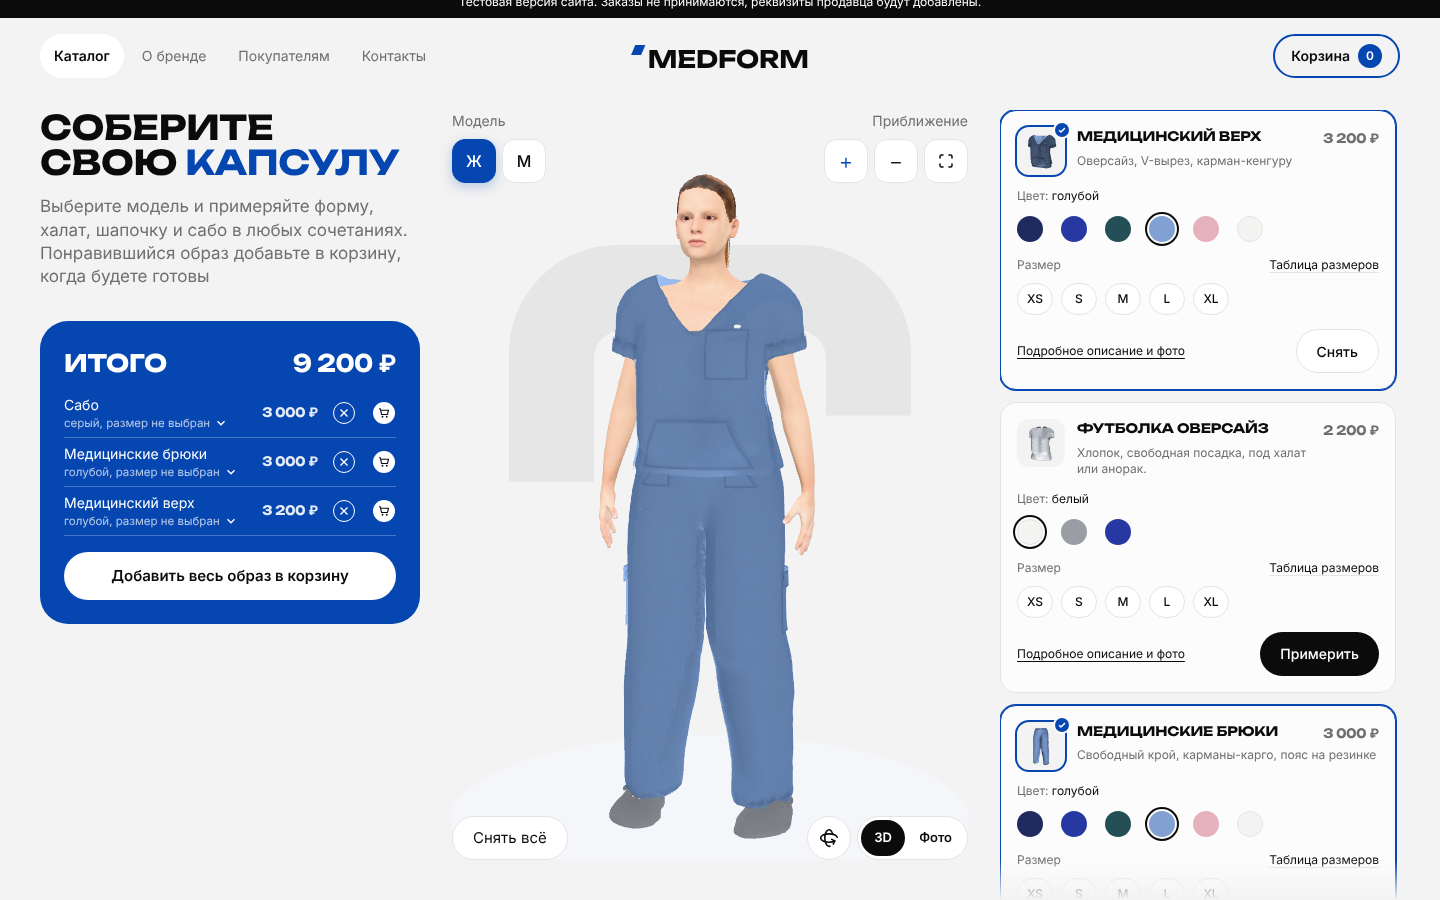 Тестовая версия сайта. Заказы не принимаются, реквизиты продавца будут добавлены.
Каталог
О бренде
Покупателям
Контакты
MEDFORM
Корзина 0
СОБЕРИТЕ
СВОЮ КАПСУЛУ
Выберите модель и примеряйте форму,
халат, шапочку и сабо в любых сочетаниях.
Понравившийся образ добавьте в корзину,
когда будете готовы
ИТОГО 9 200 ₽
Сабо
серый, размер не выбран
3 000 ₽
Медицинские брюки
голубой, размер не выбран
3 000 ₽
Медицинский верх
голубой, размер не выбран
3 200 ₽
Добавить весь образ в корзину
Модель
Ж М
Приближение
+ −
Снять всё
3D Фото
МЕДИЦИНСКИЙ ВЕРХ 3 200 ₽
Оверсайз, V-вырез, карман-кенгуру
Цвет: голубой
Размер Таблица размеров
XS S M L XL
Подробное описание и фото Снять
ФУТБОЛКА ОВЕРСАЙЗ 2 200 ₽
Хлопок, свободная посадка, под халат
или анорак.
Цвет: белый
Размер Таблица размеров
XS S M L XL
Подробное описание и фото Примерить
МЕДИЦИНСКИЕ БРЮКИ 3 000 ₽
Свободный крой, карманы-карго, пояс на резинке
Цвет: голубой
Размер Таблица размеров
XS S M L XL